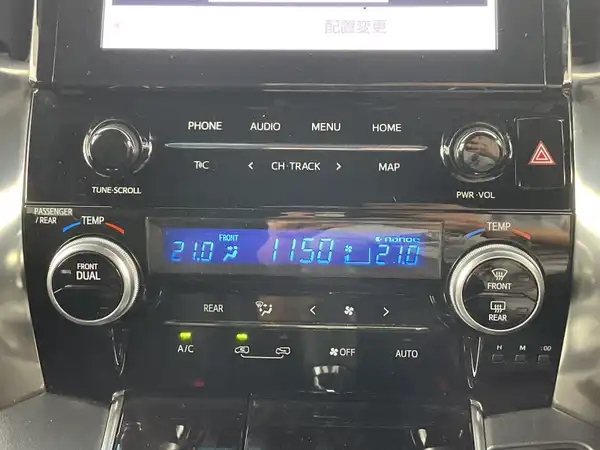 配置変更
PHONE AUDIO MENU HOME
T•C < CH·TRACK > MAP
TUNE·SCROLL PWR·VOL
PASSENGER
/REAR
TEMP TEMP
FRONT
DUAL
FRONT
21.0 1150 nanoe 21.0
FRONT
REAR
REAR < >
A/C OFF AUTO
H M :00